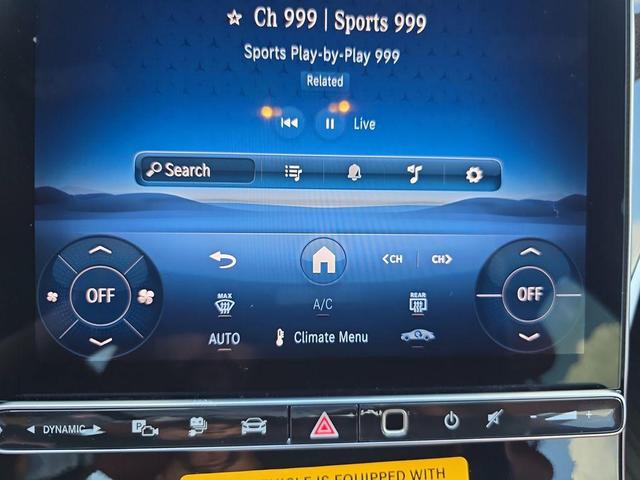 ☆ Ch 999 | Sports 999
Sports Play-by-Play 999
Related
Live
Search
<CH CH>
OFF
OFF
MAX
A/C
REAR
AUTO
Climate Menu
DYNAMIC
P
VEHICLE IS EQUIPPED WITH